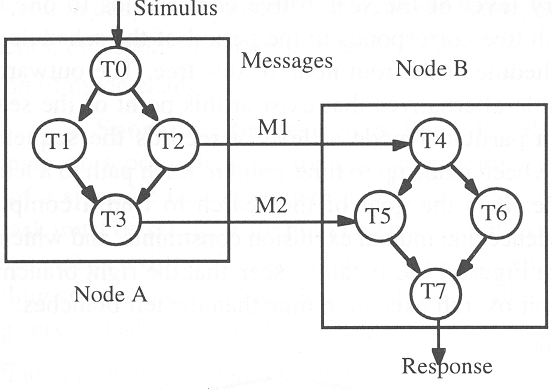 Stimulus
Messages
Node B
T0
T1
T2
M1
T4
T3
M2
T5
T6
T7
Node A
Response